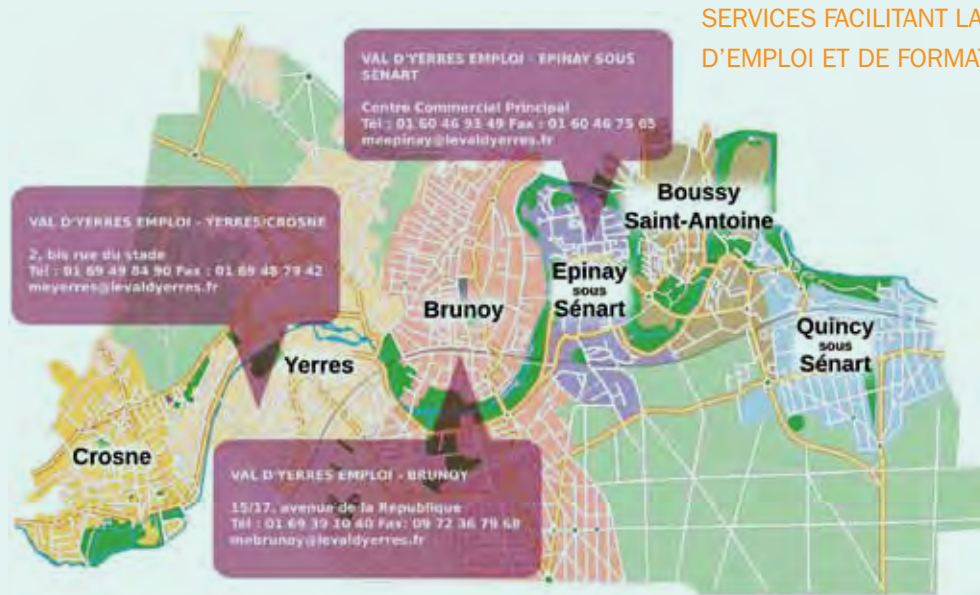 SERVICES FACILITANT LA
D'EMPLOI ET DE FORMAT
VAL D'YERRES EMPLOI - EPINAY SOUS
SÉNART
Centre Commercial Principal
Tél : 01 60 46 93 49 Fax : 01 60 46 75 65
meepinay@levaldyerres.fr
VAL D'YERRES EMPLOI - YERRES/CROSNE
2, bis rue du stade
Tél : 01 69 49 84 90 Fax : 01 69 48 79 42
meyerres@levaldyerres.fr
Boussy
Saint-Antoine
Epinay
sous
Sénart
Brunoy
Quincy
sous
Sénart
Yerres
Crosne
VAL D'YERRES EMPLOI - BRUNOY
15/17, avenue de la République
Tél : 01 69 39 10 40 Fax: 09 72 36 79 68
mebrunoy@levaldyerres.fr